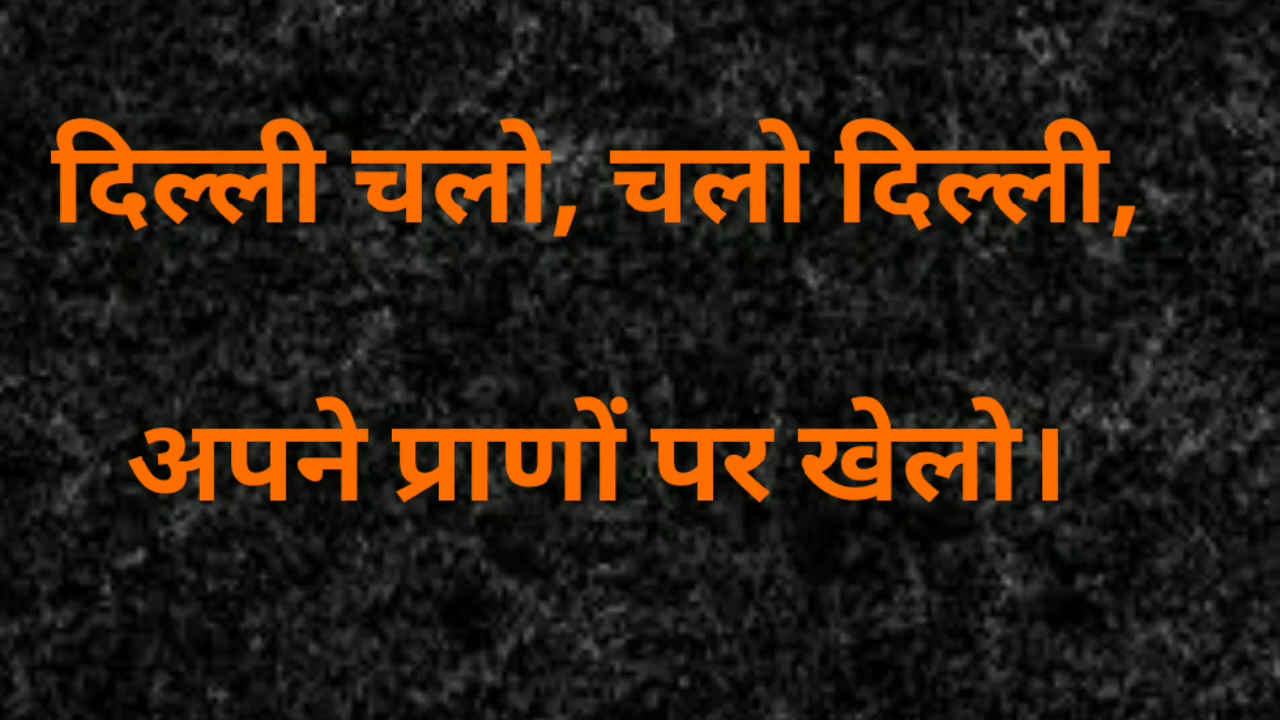 दिल्ली चलो, चलो दिल्ली,
अपने प्राणों पर खेलो।